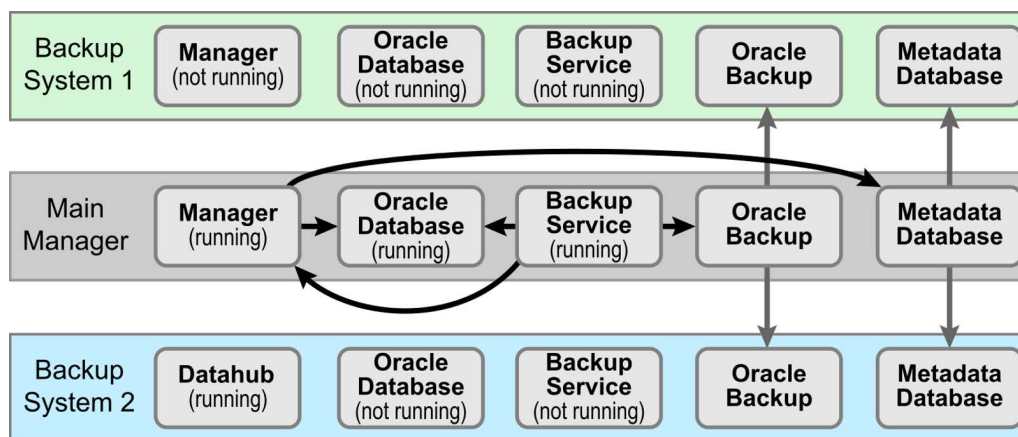 Backup
System 1
Manager
(not running)
Oracle
Database
(not running)
Backup
Service
(not running)
Oracle
Backup
Metadata
Database
Main
Manager
Manager
(running)
Oracle
Database
(running)
Backup
Service
(running)
Oracle
Backup
Metadata
Database
Backup
System 2
Datahub
(running)
Oracle
Database
(not running)
Backup
Service
(not running)
Oracle
Backup
Metadata
Database